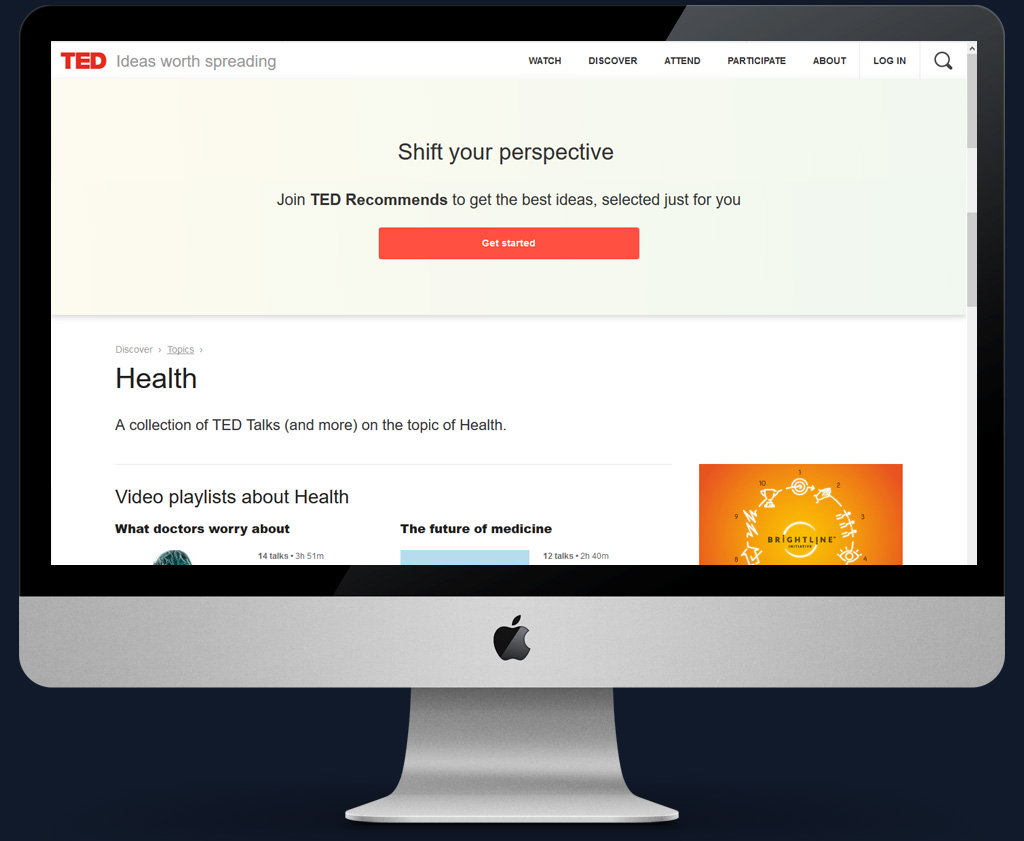 TED Ideas worth spreading
WATCH DISCOVER ATTEND PARTICIPATE ABOUT LOG IN
Shift your perspective
Join TED Recommends to get the best ideas, selected just for you
Get started
Discover › Topics ›
Health
A collection of TED Talks (and more) on the topic of Health.
Video playlists about Health
What doctors worry about
14 talks • 3h 51m
The future of medicine
12 talks • 2h 40m
1
10
2
9
3
BRIGHTLINE™
INITIATIVE
8
4